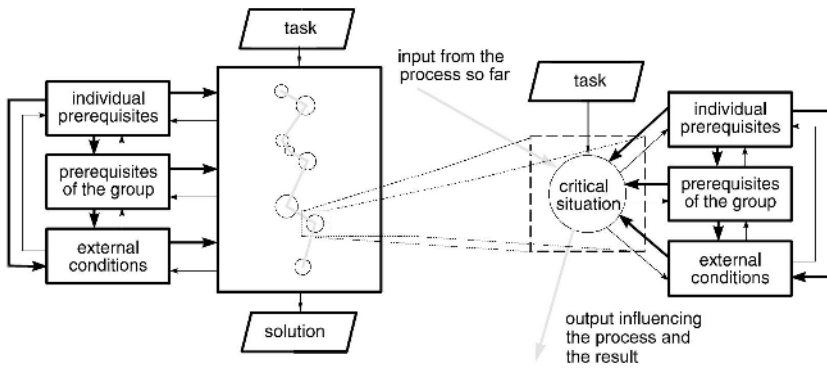 task
individual
prerequisites
prerequisites
of the group
external
conditions
solution
input from the
process so far
task
critical
situation
individual
prerequisites
prerequisites
of the group
external
conditions
output influencing
the process and
the result